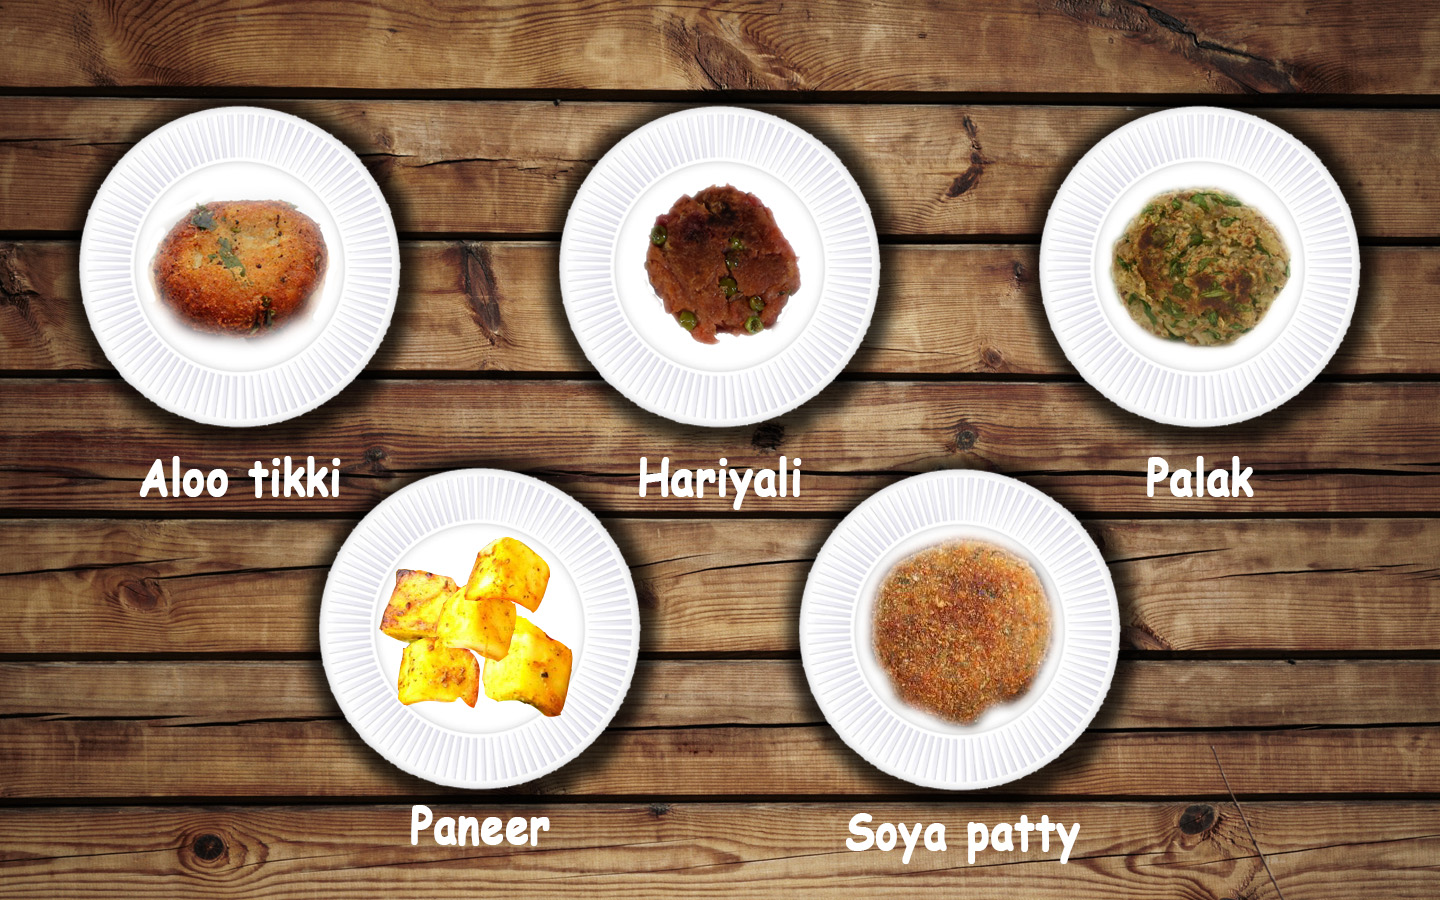 Aloo tikki
Hariyali
Palak
Paneer
Soya patty